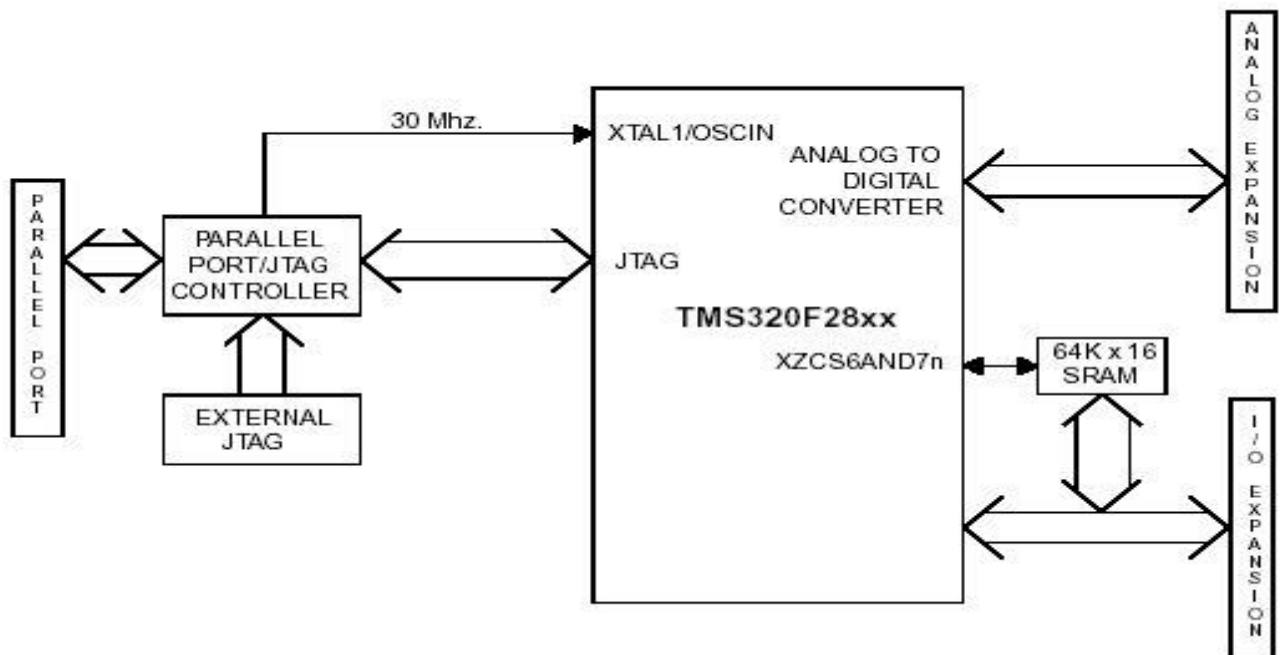 PARALLEL PORT
30 Mhz.
PARALLEL
PORT/JTAG
CONTROLLER
EXTERNAL
JTAG
XTAL1/OSCIN
ANALOG TO
DIGITAL
CONVERTER
JTAG
TMS320F28xx
XZCS6AND7n
64K x 16
SRAM
ANALOG EXPANSION
I/O EXPANSION